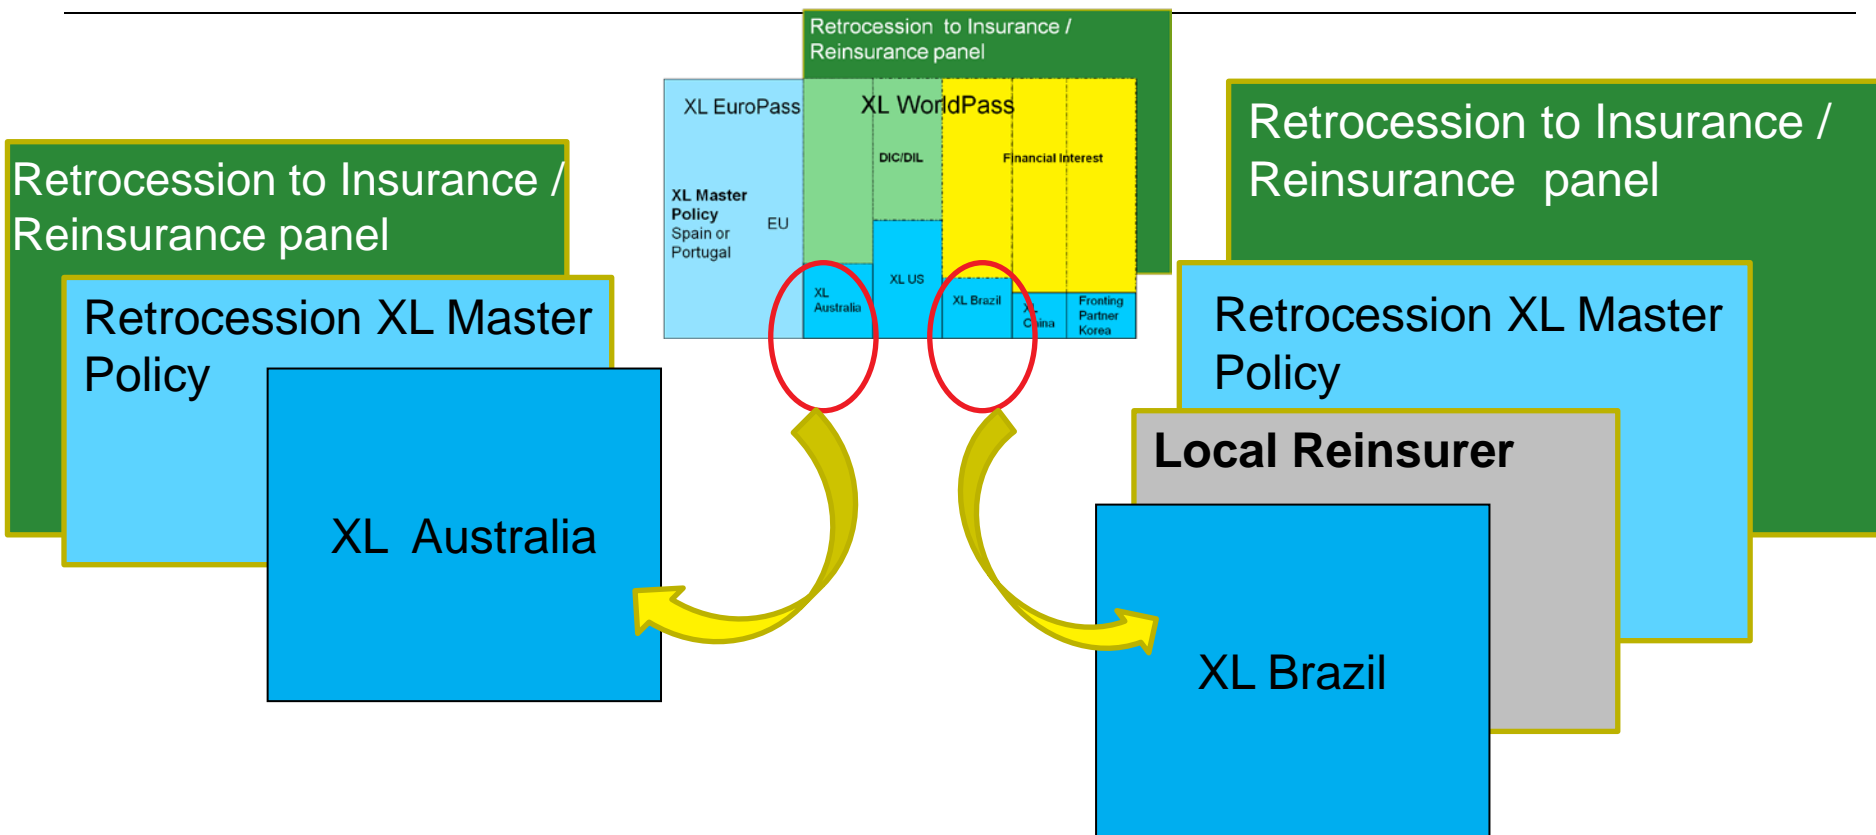 Retrocession to Insurance /
Reinsurance panel
XL EuroPass
XL WorldPass
DIC/DIL
Financial Interest
XL Master
Policy
Spain or
Portugal
EU
XL
Australia
XL US
XL Brazil
XL
China
Fronting
Partner
Korea
Retrocession to Insurance /
Reinsurance panel
Retrocession XL Master
Policy
XL Australia
Retrocession to Insurance /
Reinsurance panel
Retrocession XL Master
Policy
Local Reinsurer
XL Brazil